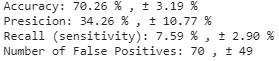 Accuracy: 70.26 % , ± 3.19 %
Presicion: 34.26 % , ± 10.77 %
Recall (sensitivity): 7.59 % , ± 2.90 %
Number of False Positives: 70 , ± 49